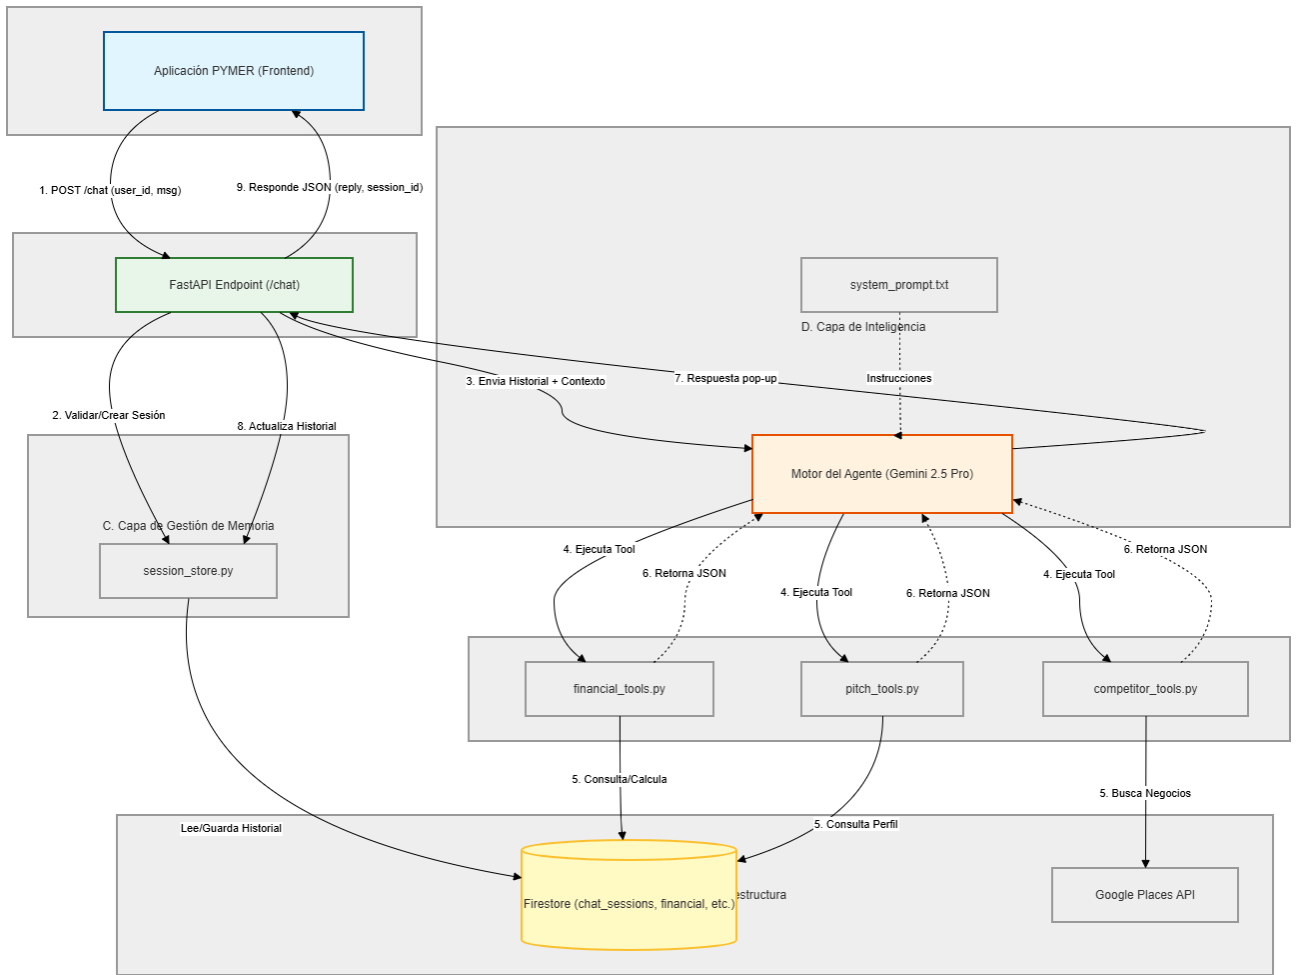 Aplicación PYMER (Frontend)
1. POST /chat (user_id, msg)
9. Responde JSON (reply, session_id)
FastAPI Endpoint (/chat)
system_prompt.txt
D. Capa de Inteligencia
3. Envia Historial + Contexto
7. Respuesta pop-up
Instrucciones
2. Validar/Crear Sesión
8. Actualiza Historial
Motor del Agente (Gemini 2.5 Pro)
C. Capa de Gestión de Memoria
session_store.py
4. Ejecuta Tool
6. Retorna JSON
4. Ejecuta Tool
6. Retorna JSON
4. Ejecuta Tool
6. Retorna JSON
financial_tools.py
pitch_tools.py
competitor_tools.py
5. Consulta/Calcula
5. Busca Negocios
Lee/Guarda Historial
5. Consulta Perfil
Firestore (chat_sessions, financial, etc.)
estructura
Google Places API